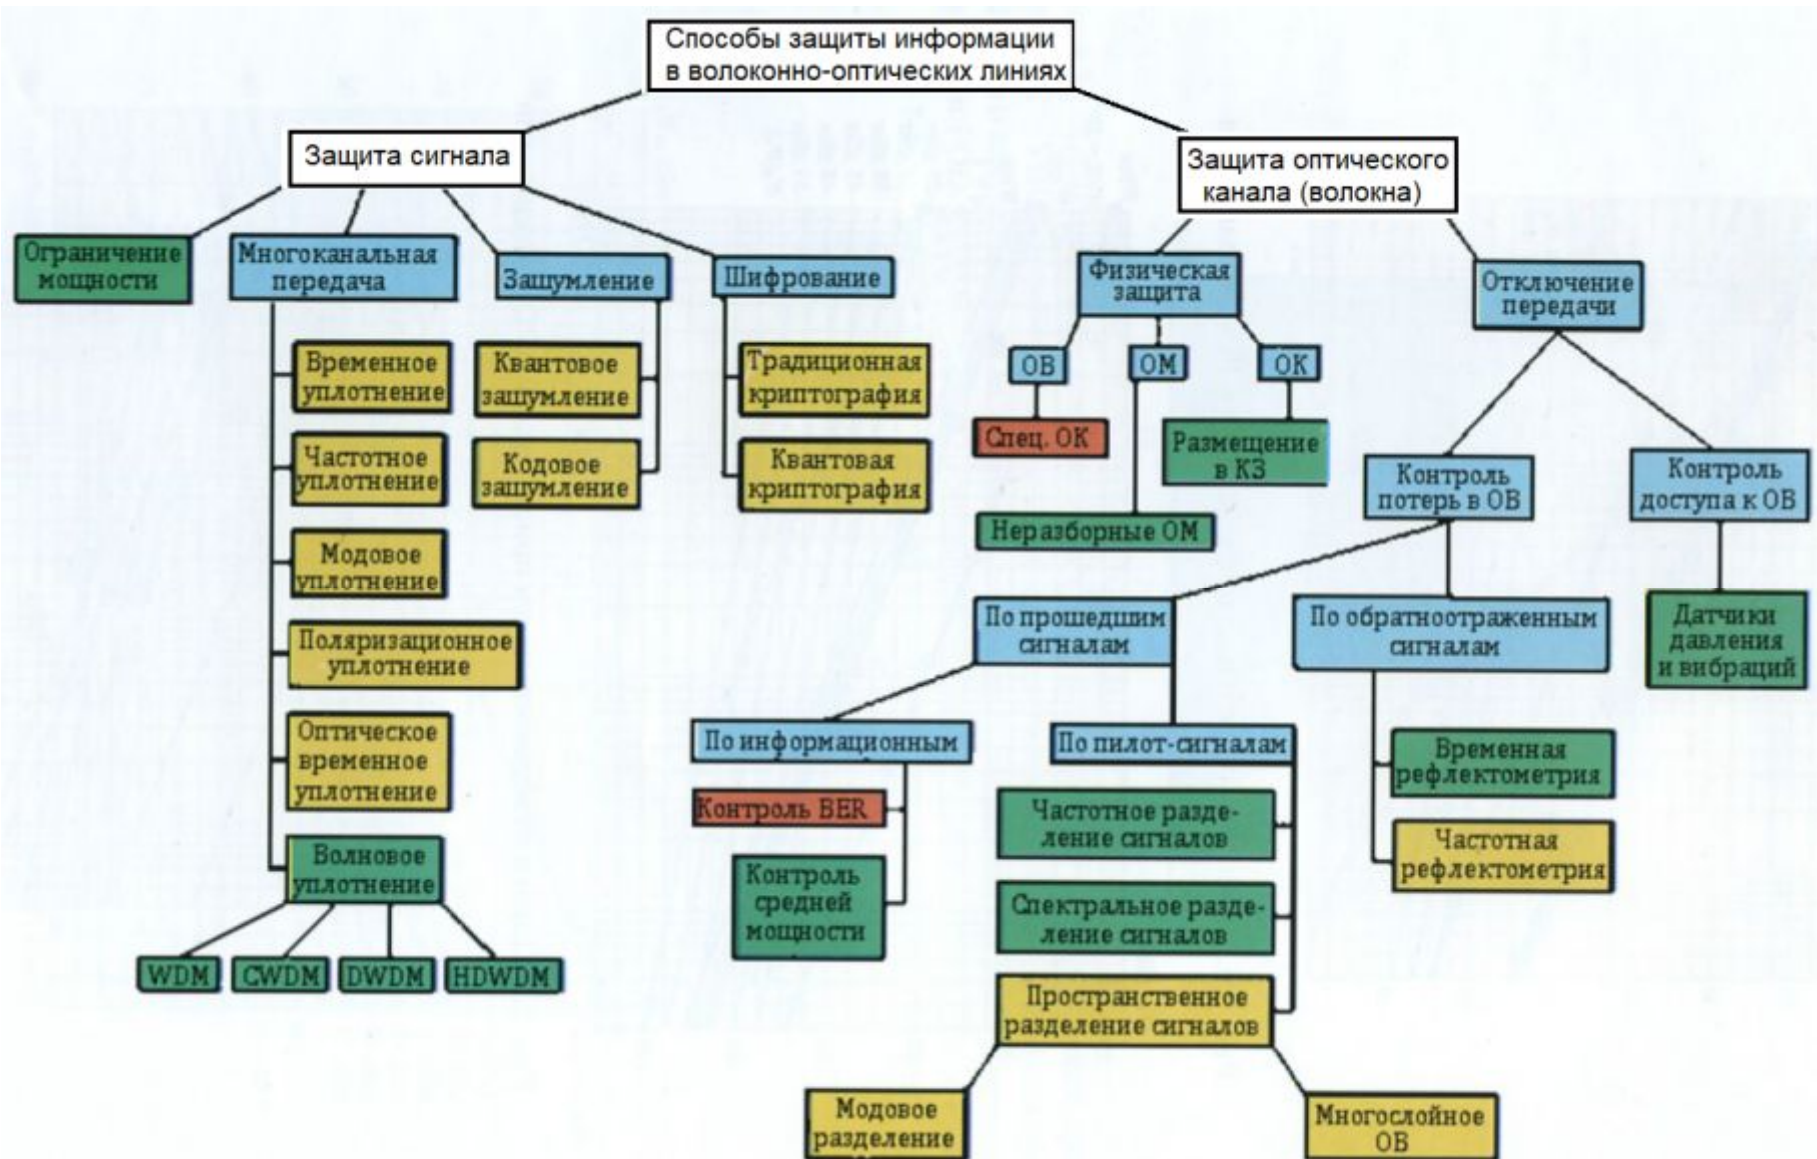 Способы защиты информации
в волоконно-оптических линиях
Защита сигнала
Защита оптического
канала (волокна)
Ограничение
мощности
Многоканальная
передача
Зашумление
Шифрование
Физическая
защита
Отключение
передачи
Временное
уплотнение
Квантовое
зашумление
Традиционная
криптография
ОВ
ОМ
ОК
Частотное
уплотнение
Кодовое
зашумление
Квантовая
криптография
Спец. ОК
Размещение
в КЗ
Контроль
потерь в ОВ
Контроль
доступа к ОВ
Неразборные ОМ
Модовое
уплотнение
По прошедшим
сигналам
По обратноотраженным
сигналам
Датчики
давления
и вибраций
Поляризационное
уплотнение
Оптическое
временное
уплотнение
По информационным
По пилот-сигналам
Временная
рефлектометрия
Контроль BER
Частотное разде-
ление сигналов
Частотная
рефлектометрия
Волновое
уплотнение
Контроль
средней
мощности
Спектральное разде-
ление сигналов
WDM
CWDM
DWDM
HDWDM
Пространственное
разделение сигналов
Модовое
разделение
Многослойное
ОВ